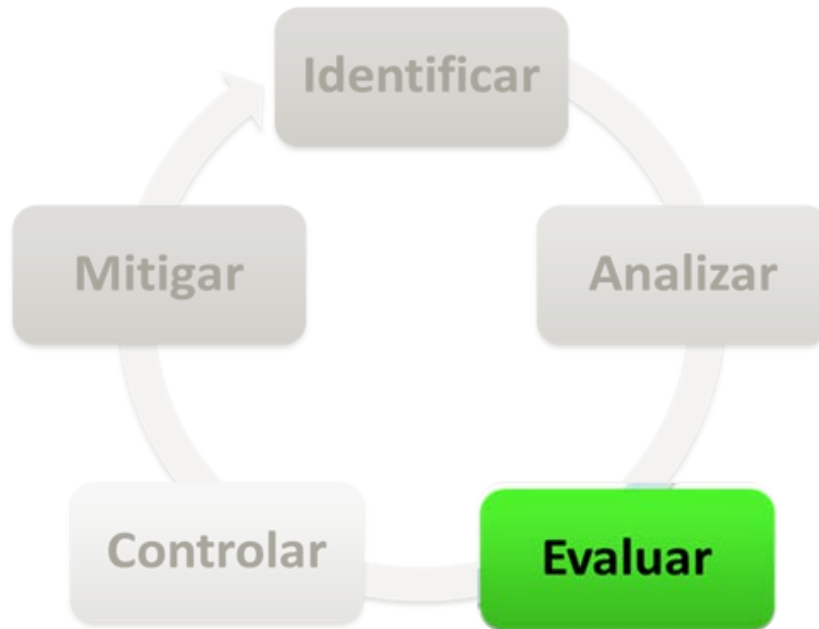 Identificar
Analizar
Evaluar
Controlar
Mitigar